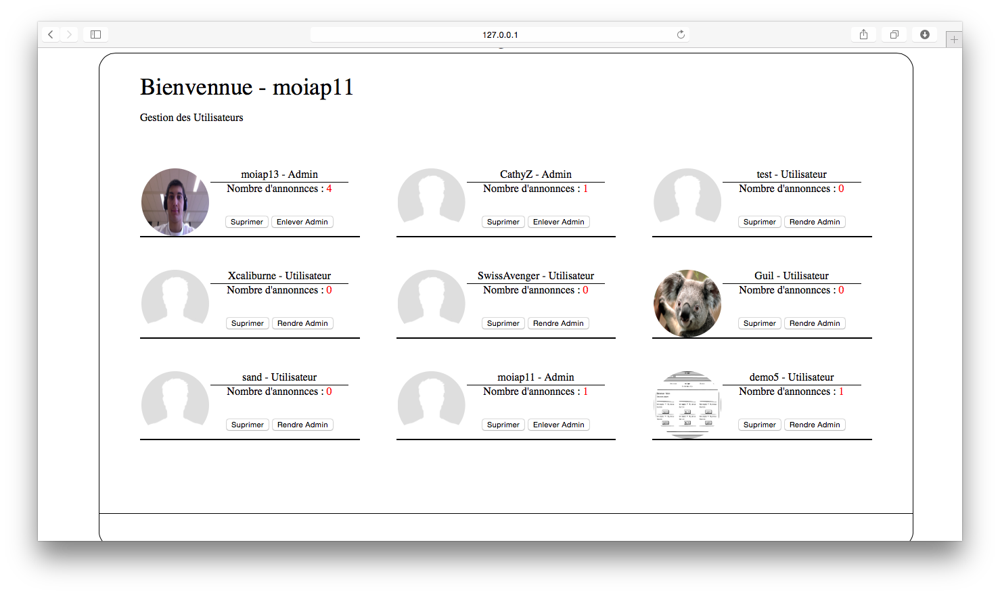 127.0.0.1
Bienvennue - moiap11
Gestion des Utilisateurs
moiap13 - Admin
Nombre d'annonnces : 4
Suprimer Enlever Admin
CathyZ - Admin
Nombre d'annonnces : 1
Suprimer Enlever Admin
test - Utilisateur
Nombre d'annonnces : 0
Suprimer Rendre Admin
Xcaliburne - Utilisateur
Nombre d'annonnces : 0
Suprimer Rendre Admin
SwissAvenger - Utilisateur
Nombre d'annonnces : 0
Suprimer Rendre Admin
Guil - Utilisateur
Nombre d'annonnces : 0
Suprimer Rendre Admin
sand - Utilisateur
Nombre d'annonnces : 0
Suprimer Rendre Admin
moiap11 - Admin
Nombre d'annonnces : 1
Suprimer Enlever Admin
demo5 - Utilisateur
Nombre d'annonnces : 1
Suprimer Rendre Admin